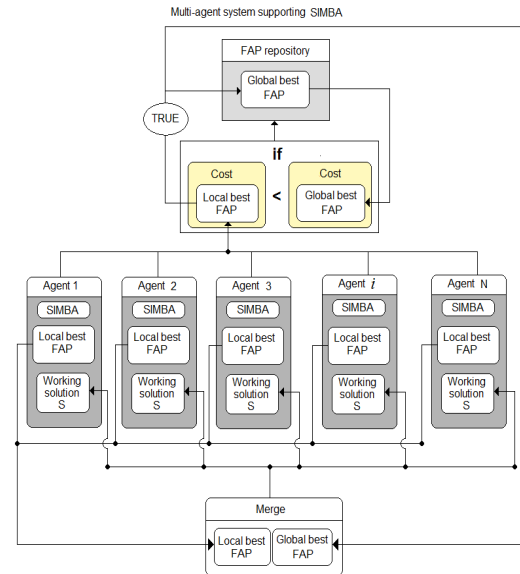 Multi-agent system supporting SIMBA
FAP repository
Global best
FAP
TRUE
if
Cost
Local best
FAP
<
Cost
Global best
FAP
Agent 1
SIMBA
Local best
FAP
Working
solution
S
Agent 2
SIMBA
Local best
FAP
Working
solution
S
Agent 3
SIMBA
Local best
FAP
Working
solution
S
Agent i
SIMBA
Local best
FAP
Working
solution
S
Agent N
SIMBA
Local best
FAP
Working
solution
S
Merge
Local best
FAP
Global best
FAP